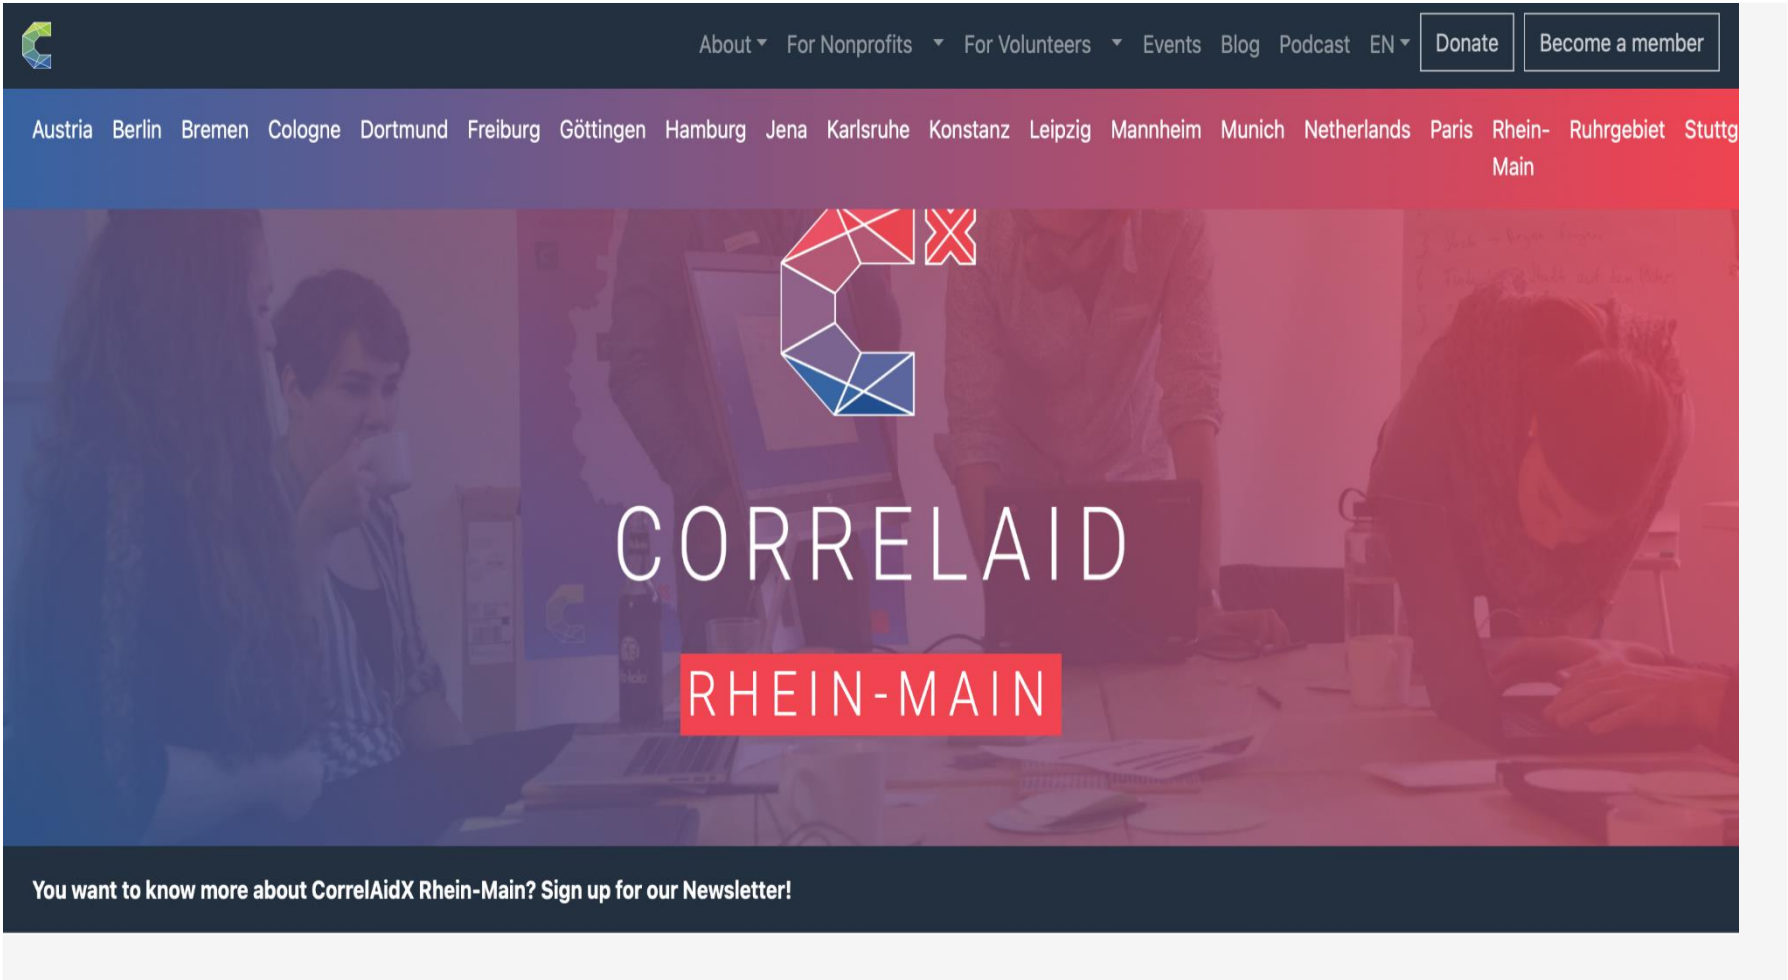 About For Nonprofits For Volunteers Events Blog Podcast EN Donate Become a member
Austria Berlin Bremen Cologne Dortmund Freiburg Göttingen Hamburg Jena Karlsruhe Konstanz Leipzig Mannheim Munich Netherlands Paris Rhein-Main Ruhrgebiet Stuttg
CORRELAID
RHEIN-MAIN
You want to know more about CorrelAidX Rhein-Main? Sign up for our Newsletter!